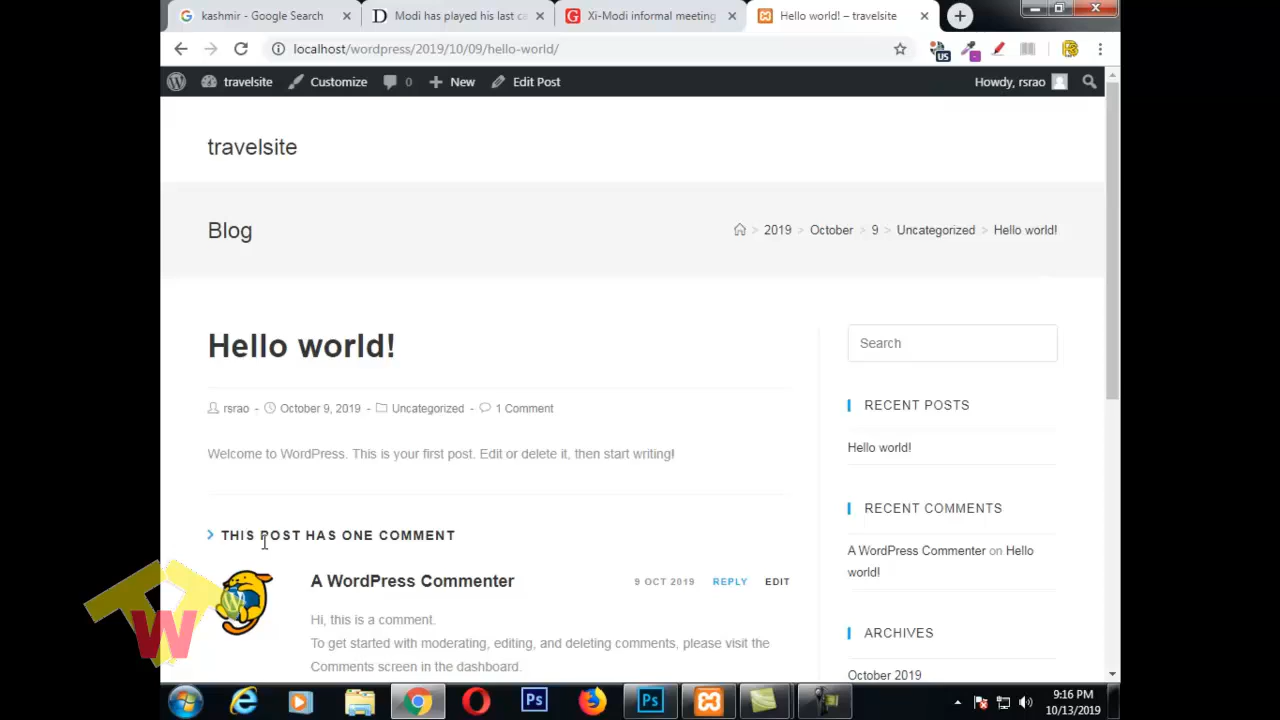 kashmir - Google Search
Modi has played his last ca
Xi-Modi informal meeting
Hello world! – travelsite
localhost/wordpress/2019/10/09/hello-world/
US
travelsite
Customize
0
New
Edit Post
Howdy, rsrao
travelsite
Blog
> 2019 > October > 9 > Uncategorized > Hello world!
Hello world!
rsrao - October 9, 2019 - Uncategorized - 1 Comment
Welcome to WordPress. This is your first post. Edit or delete it, then start writing!
THIS POST HAS ONE COMMENT
A WordPress Commenter
9 OCT 2019 REPLY EDIT
Hi, this is a comment.
To get started with moderating, editing, and deleting comments, please visit the
Comments screen in the dashboard.
Search
RECENT POSTS
Hello world!
RECENT COMMENTS
A WordPress Commenter on Hello
world!
ARCHIVES
October 2019
TTW
Ps
Ps
9:16 PM
10/13/2019